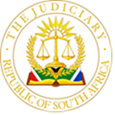 THE JUDICIARY
REPUBLIC OF SOUTH AFRICA